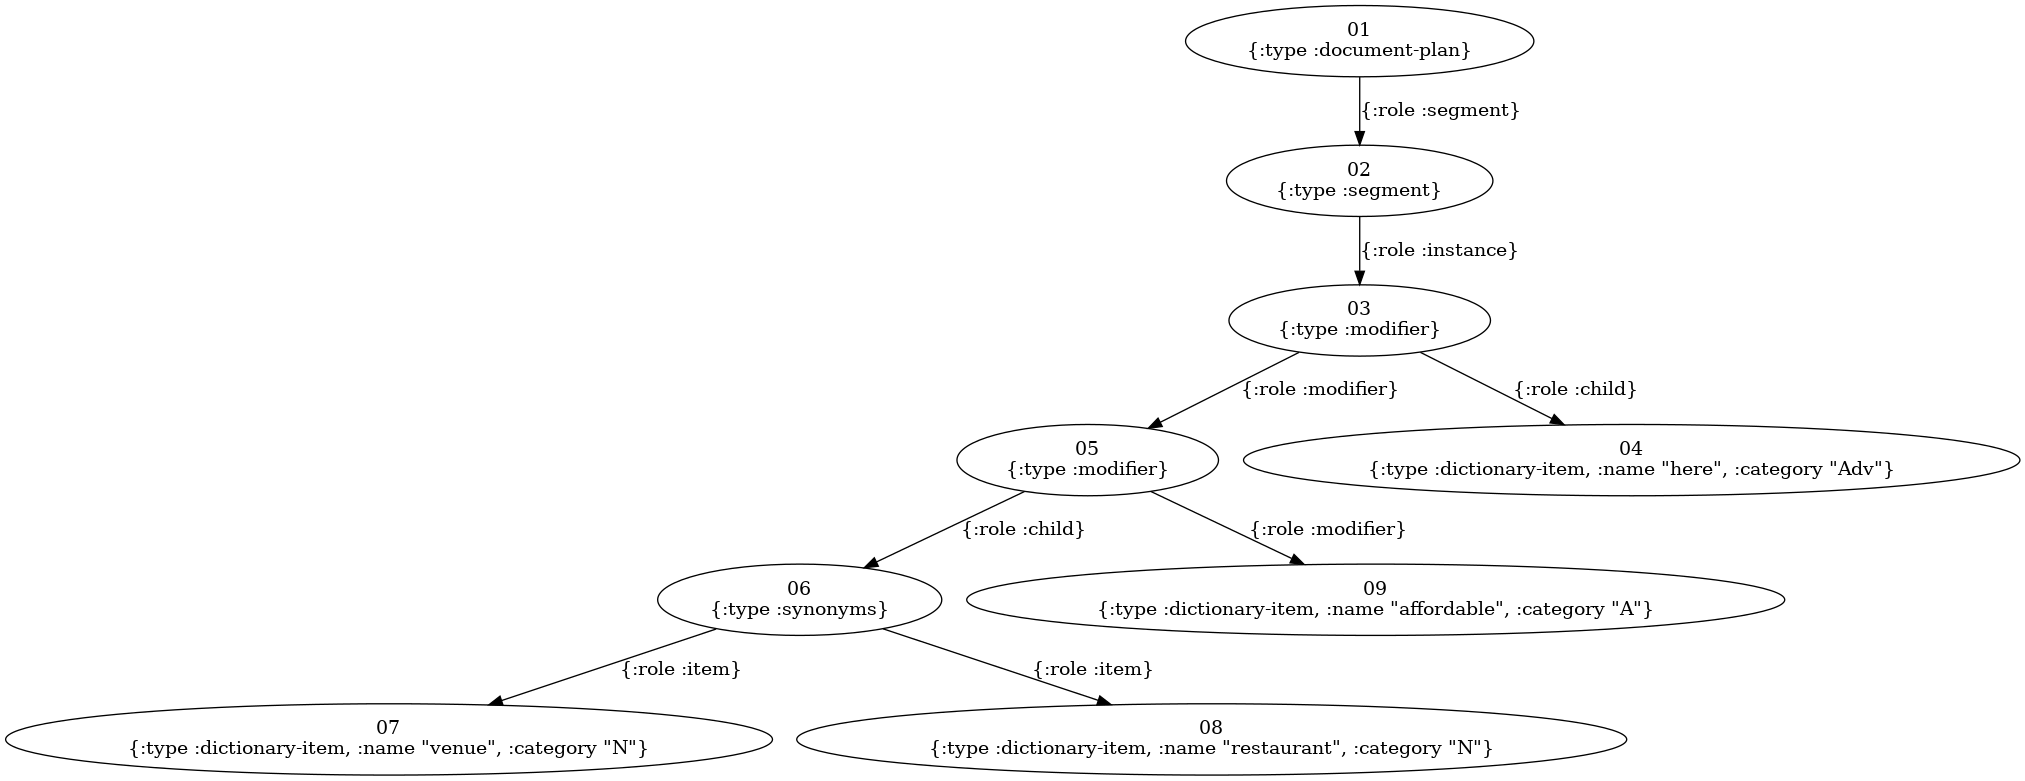 01
{:type :document-plan}
{:role :segment}
02
{:type :segment}
{:role :instance}
03
{:type :modifier}
{:role :modifier}
{:role :child}
05
{:type :modifier}
04
{:type :dictionary-item, :name \"here\", :category \"Adv\"}
{:role :child}
{:role :modifier}
06
{:type :synonyms}
09
{:type :dictionary-item, :name \"affordable\", :category \"A\"}
{:role :item}
{:role :item}
07
{:type :dictionary-item, :name \"venue\", :category \"N\"}
08
{:type :dictionary-item, :name \"restaurant\", :category \"N\"}